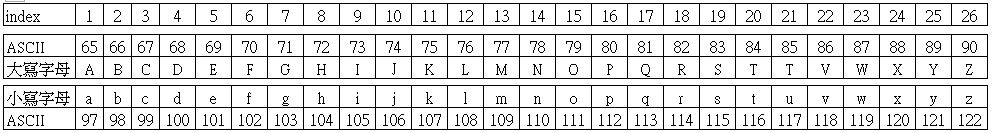 index 1 2 3 4 5 6 7 8 9 10 11 12 13 14 15 16 17 18 19 20 21 22 23 24 25 26
ASCII 65 66 67 68 69 70 71 72 73 74 75 76 77 78 79 80 81 82 83 84 85 86 87 88 89 90
大寫字母 A B C D E F G H I J K L M N O P Q R S T T V W X Y Z
小寫字母 a b c d e f g h i j k l m n o p q r s t u v w x y z
ASCII 97 98 99 100 101 102 103 104 105 106 107 108 109 110 111 112 113 114 115 116 117 118 119 120 121 122